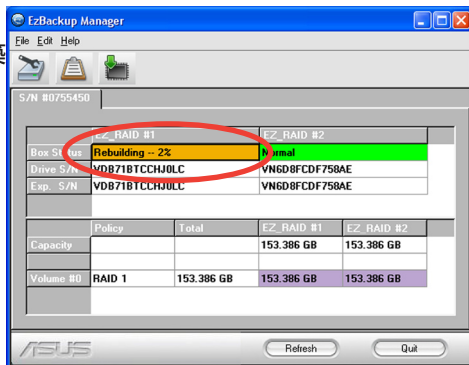 EzBackup Manager
File Edit Help
S/N #0755450
EZ_RAID #1 EZ_RAID #2
Box Status Rebuilding -- 2% Normal
Drive S/N VDB71BTCCHJ0LC VN6D8FCDF758AE
Exp. S/N VDB71BTCCHJ0LC VN6D8FCDF758AE
Policy Total EZ_RAID #1 EZ_RAID #2
Capacity 153.386 GB 153.386 GB
Volume #0 RAID 1 153.386 GB 153.386 GB 153.386 GB
ASUS Refresh Quit